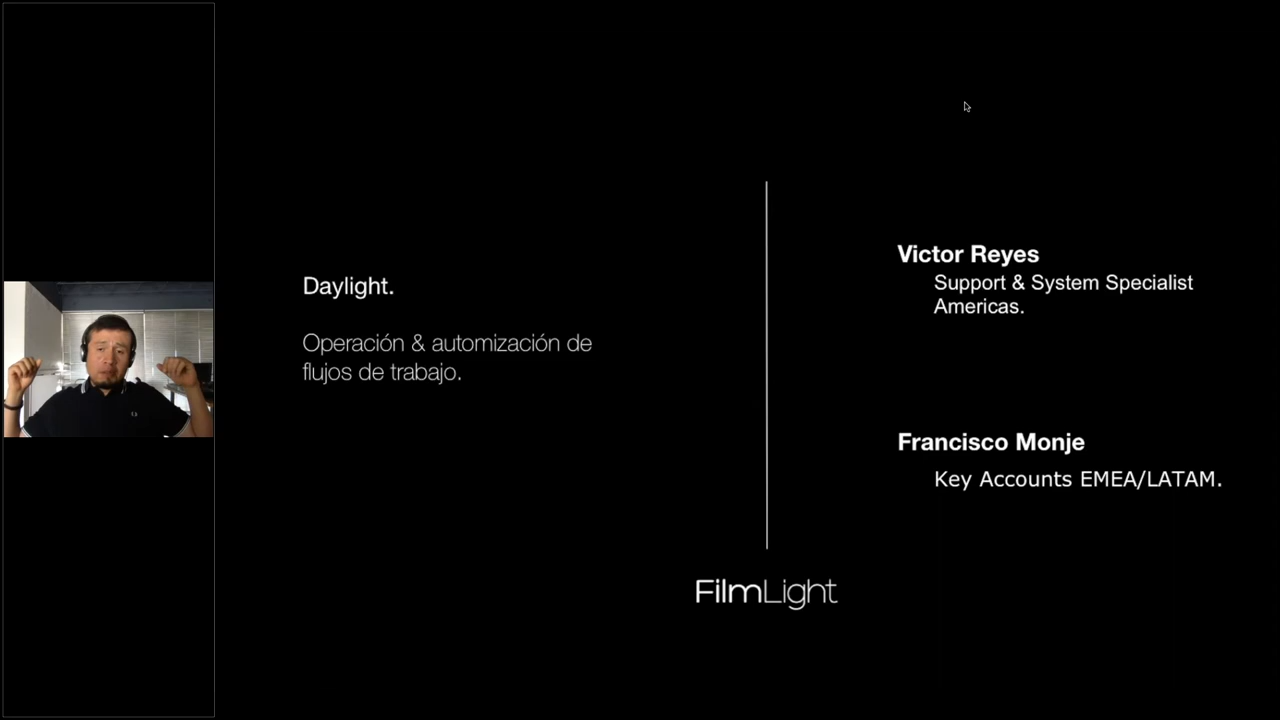 Daylight.
Operación & automización de
flujos de trabajo.
Victor Reyes
Support & System Specialist
Americas.
Francisco Monje
Key Accounts EMEA/LATAM.
FilmLight